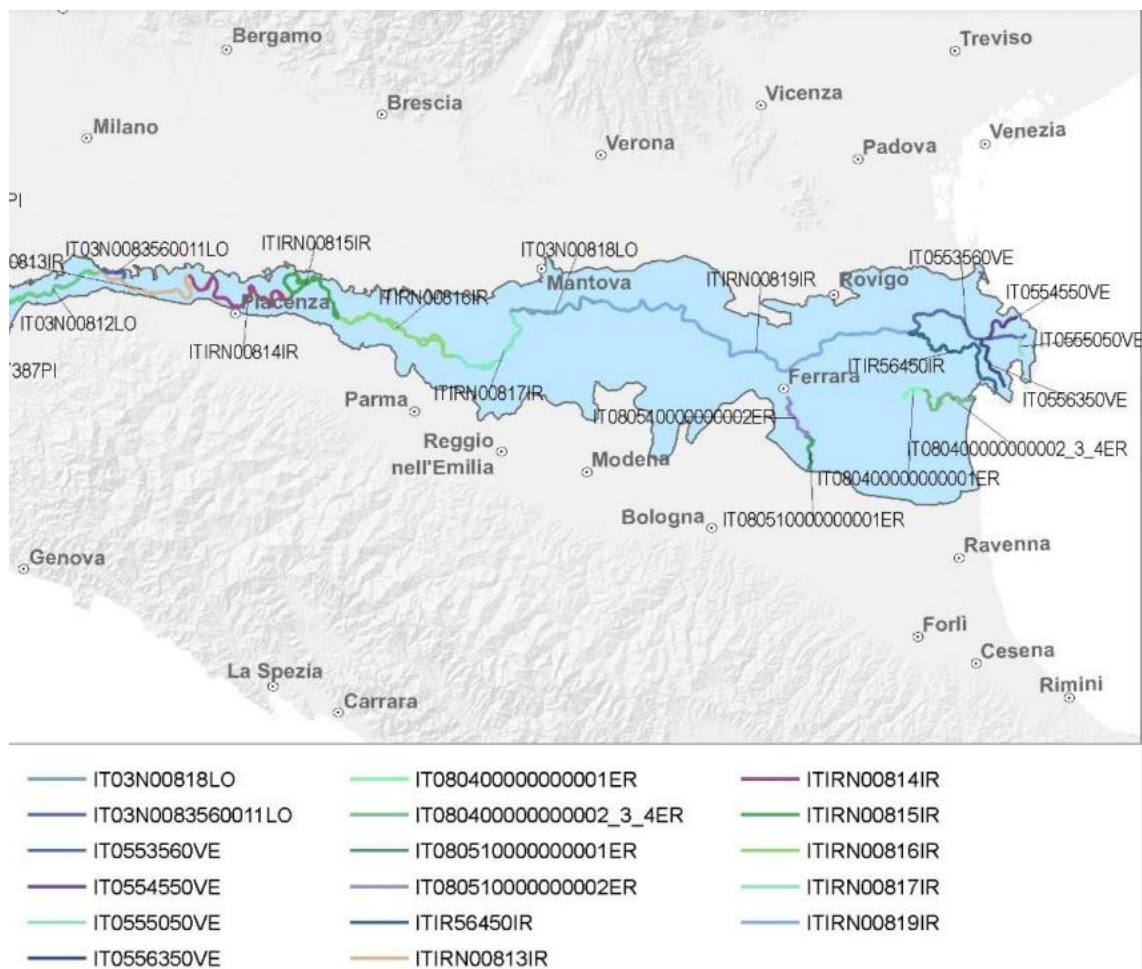 Bergamo
Treviso
Brescia
Vicenza
Milano
Venezia
Verona
Padova
PI
IT03N0083560011LO
ITIRN00815IR
IT03N00818LO
IT0553560VE
0813IR
ITIRN00819IR
Rovigo
Mantova
IT0554550VE
ITIRN00816IR
Piacenza
IT03N00812LO
IT0555050VE
ITIRN00814IR
ITIR56450IR
387PI
Ferrara
ITIRN00817IR
IT0556350VE
Parma
IT080510000000002ER
Reggio
nell'Emilia
IT080400000000002_3_4ER
Modena
IT080400000000001ER
Bologna
IT080510000000001ER
Ravenna
Genova
Forlì
Cesena
La Spezia
Rimini
Carrara
IT03N00818LO
IT03N0083560011LO
IT0553560VE
IT0554550VE
IT0555050VE
IT0556350VE
IT080400000000001ER
IT080400000000002_3_4ER
IT080510000000001ER
IT080510000000002ER
ITIR56450IR
ITIRN00813IR
ITIRN00814IR
ITIRN00815IR
ITIRN00816IR
ITIRN00817IR
ITIRN00819IR